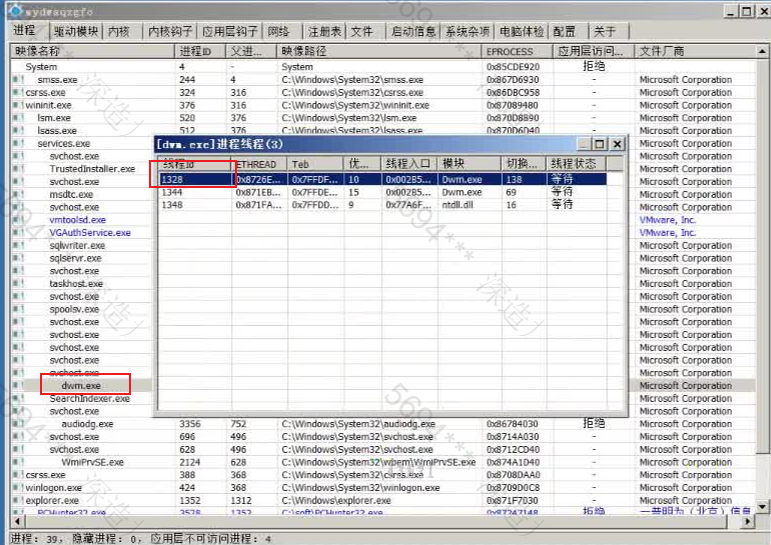 wydwaqxgfo
进程 驱动模块 内核 内核钩子 应用层钩子 网络 注册表 文件 启动信息 系统杂项 电脑体检 配置 关于
映像名称 进程ID 父进... 映像路径 EPROCESS 应用层访问... 文件厂商
System 4 - System 0x85CDE920 拒绝
smss.exe 244 4 C:\Windows\System32\smss.exe 0x867D6930 - Microsoft Corporation
csrss.exe 324 316 C:\Windows\System32\csrss.exe 0x86DBC958 - Microsoft Corporation
wininit.exe 376 316 C:\Windows\System32\wininit.exe 0x87089480 - Microsoft Corporation
lsm.exe 520 376 C:\Windows\System32\lsm.exe 0x870D8890 - Microsoft Corporation
lsass.exe 512 376 C:\Windows\System32\lsass.exe 0x870D6D40 - Microsoft Corporation
services.exe Microsoft Corporation
svchost.exe Microsoft Corporation
TrustedInstaller.exe Microsoft Corporation
svchost.exe Microsoft Corporation
msdtc.exe Microsoft Corporation
svchost.exe Microsoft Corporation
vmtoolsd.exe VMware, Inc.
VGAuthService.exe VMware, Inc.
sqlwriter.exe Microsoft Corporation
sqlservr.exe Microsoft Corporation
svchost.exe Microsoft Corporation
taskhost.exe Microsoft Corporation
svchost.exe Microsoft Corporation
spoolsv.exe Microsoft Corporation
svchost.exe Microsoft Corporation
svchost.exe Microsoft Corporation
svchost.exe Microsoft Corporation
svchost.exe Microsoft Corporation
dwm.exe Microsoft Corporation
SearchIndexer.exe Microsoft Corporation
svchost.exe Microsoft Corporation
audiodg.exe 3356 752 C:\Windows\System32\audiodg.exe 0x86784030 拒绝 Microsoft Corporation
svchost.exe 696 496 C:\Windows\System32\svchost.exe 0x8714A030 - Microsoft Corporation
svchost.exe 628 496 C:\Windows\System32\svchost.exe 0x8712CD40 - Microsoft Corporation
WmiPrvSE.exe 2124 628 C:\Windows\System32\wbem\WmiPrvSE.exe 0x874A1D40 - Microsoft Corporation
csrss.exe 388 368 C:\Windows\System32\csrss.exe 0x8708DAA0 - Microsoft Corporation
winlogon.exe 424 368 C:\Windows\System32\winlogon.exe 0x8709D0C8 - Microsoft Corporation
explorer.exe 1352 1312 C:\Windows\explorer.exe 0x871F7030 - Microsoft Corporation
PCHunter32.exe 3528 1352 C:\soft\PCHunter32.exe 0x87247148 拒绝 一普明为（北京）信息
进程: 39, 隐藏进程: 0, 应用层不可访问进程: 4
[dwm.exe]进程线程(3)
线程Id ETHREAD Teb 优... 线程入口 模块 切换... 线程状态
1328 0x8726E... 0x7FFDF... 10 0x002B5... Dwm.exe 138 等待
1344 0x871EB... 0x7FFDE... 15 0x002B5... Dwm.exe 69 等待
1348 0x871FA... 0x7FFDD... 9 0x77A6F... ntdll.dll 16 等待
5694*** 深造